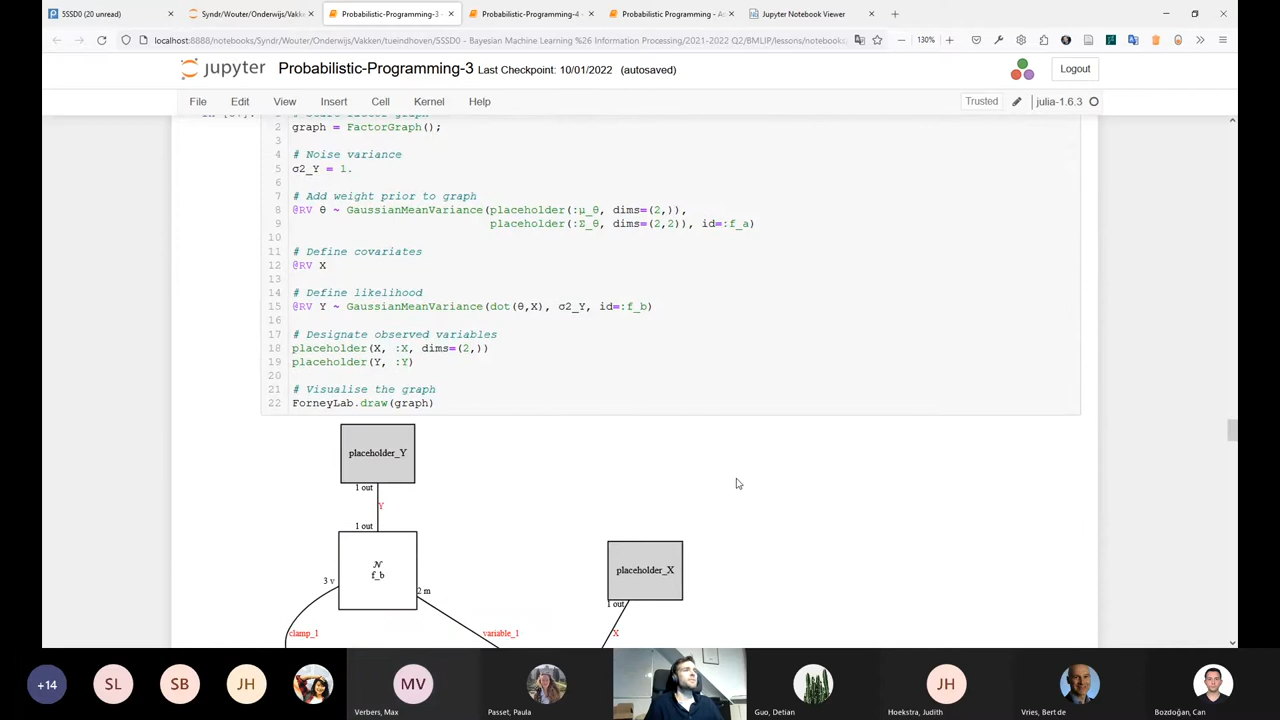 5SSD0 (20 unread)
Syndr/Wouter/Onderwijs/Vakke
Probabilistic-Programming-3 -
Probabilistic-Programming-4 -
Probabilistic Programming - As
Jupyter Notebook Viewer
localhost:8888/notebooks/Syndr/Wouter/Onderwijs/Vakken/tueindhoven/5SSD0 - Bayesian Machine Learning %26 Information Processing/2021-2022 Q2/BMLIP/lessons/notebooks
130%
jupyter Probabilistic-Programming-3 Last Checkpoint: 10/01/2022 (autosaved)
Logout
File Edit View Insert Cell Kernel Help
Trusted
julia-1.6.3
2 graph = FactorGraph();
3
4 # Noise variance
5 σ2_Y = 1.
6
7 # Add weight prior to graph
8 @RV θ ~ GaussianMeanVariance(placeholder(:μ_θ, dims=(2,)),
9 placeholder(:Σ_θ, dims=(2,2)), id=:f_a)
10
11 # Define covariates
12 @RV X
13
14 # Define likelihood
15 @RV Y ~ GaussianMeanVariance(dot(θ,X), σ2_Y, id=:f_b)
16
17 # Designate observed variables
18 placeholder(X, :X, dims=(2,))
19 placeholder(Y, :Y)
20
21 # Visualise the graph
22 ForneyLab.draw(graph)
placeholder_Y
1 out
Y
1 out
𝒩
f_b
3 v
2 m
placeholder_X
1 out
clamp_1
variable_1
X
+14
SL
SB
JH
MV
JH
Verbers, Max
Passet, Paula
Guo, Detian
Hoekstra, Judith
Vries, Bert de
Bozdoğan, Can